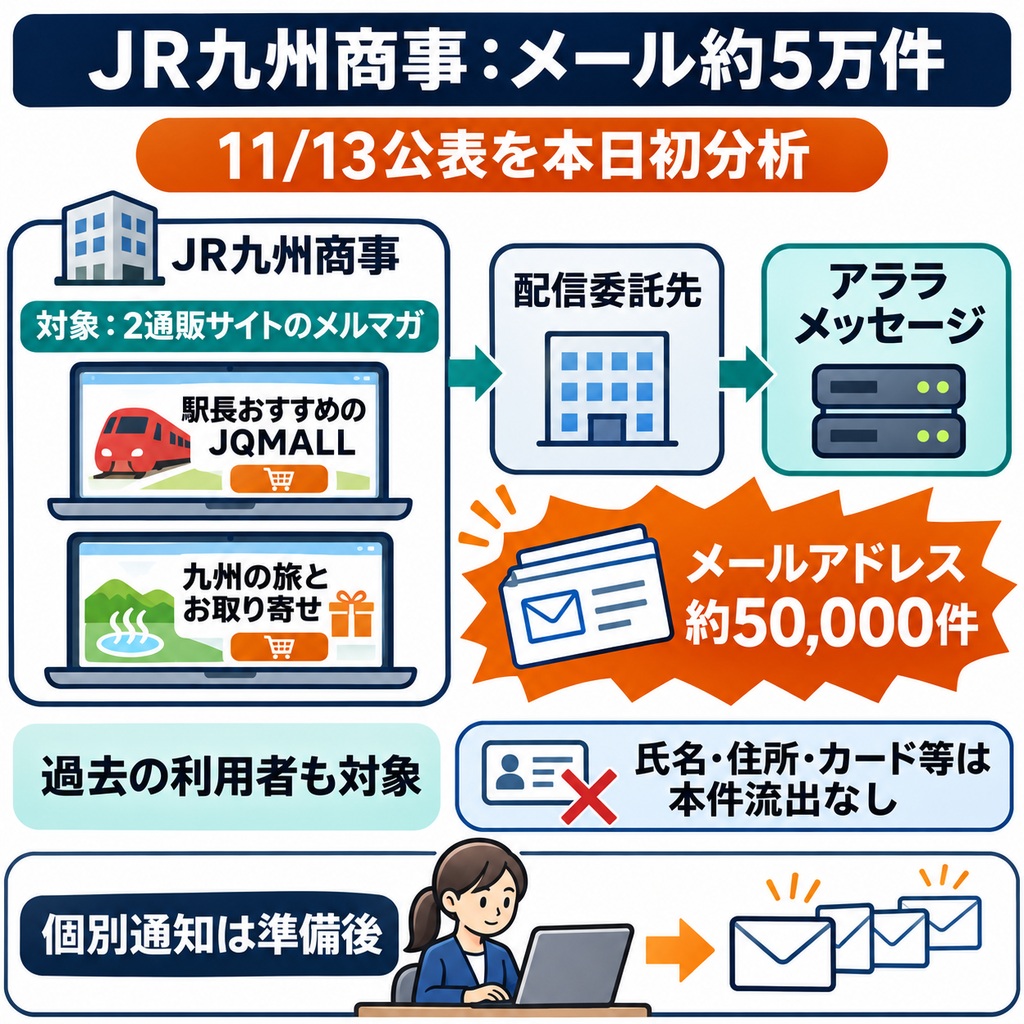 JR九州商事：メール約5万件
11/13公表を本日初分析
JR九州商事
対象：2通販サイトのメルマガ
駅長おすすめの
JQMALL
九州の旅と
お取り寄せ
配信委託先
アララ
メッセージ
メールアドレス
約50,000件
過去の利用者も対象
氏名・住所・カード等は
本件流出なし
個別通知は準備後